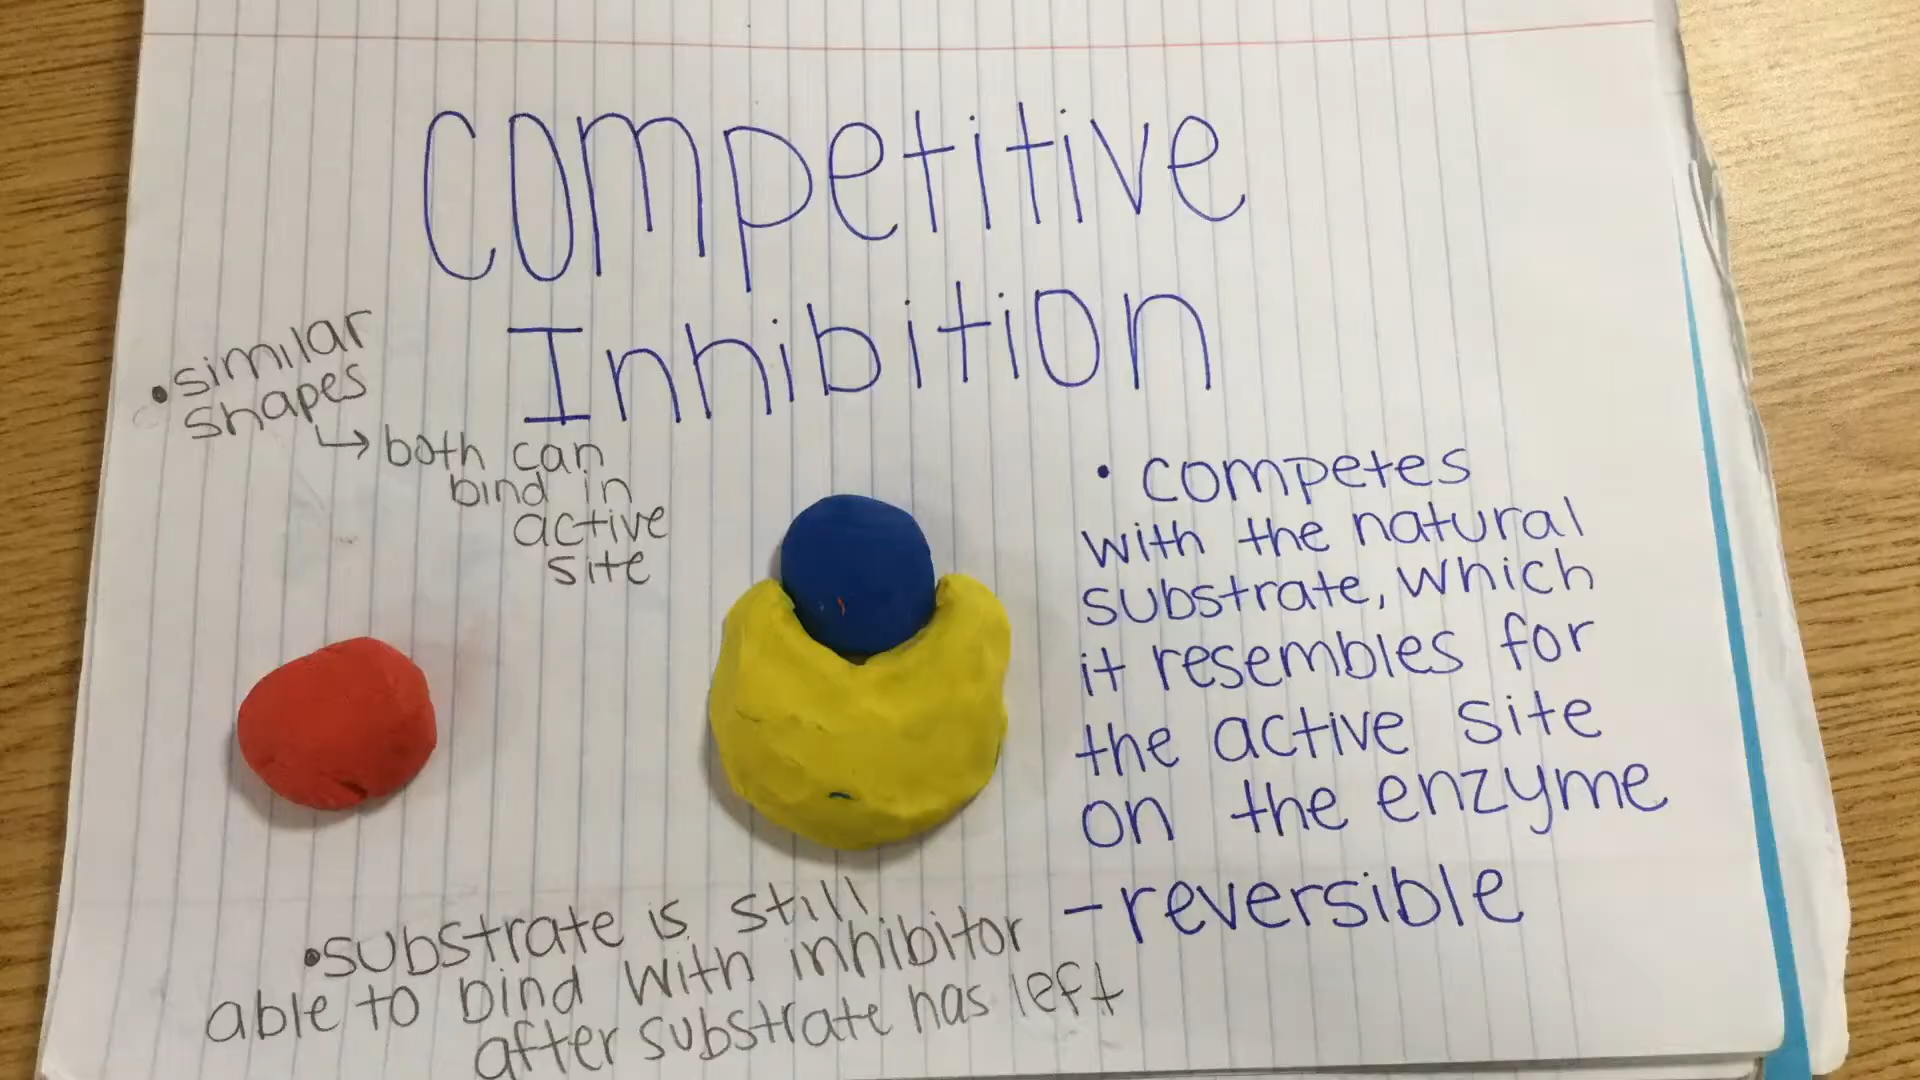 Competitive
Inhibition
• similar
shapes
↳ both can
bind in
active
site
• competes
with the natural
substrate, which
it resembles for
the active site
on the enzyme
- reversible
• substrate is still
able to bind with inhibitor
after substrate has left